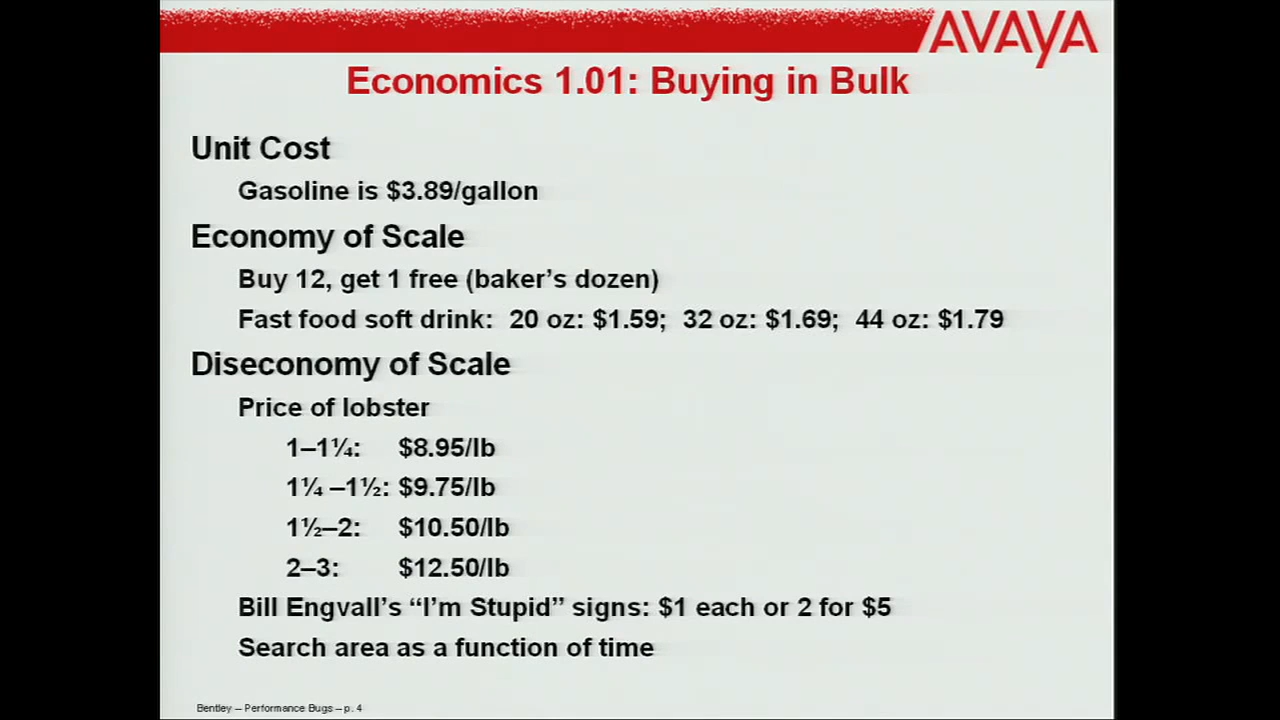 AVAYA
Economics 1.01: Buying in Bulk
Unit Cost
Gasoline is $3.89/gallon
Economy of Scale
Buy 12, get 1 free (baker’s dozen)
Fast food soft drink: 20 oz: $1.59; 32 oz: $1.69; 44 oz: $1.79
Diseconomy of Scale
Price of lobster
1–1¼: $8.95/lb
1¼ –1½: $9.75/lb
1½–2: $10.50/lb
2–3: $12.50/lb
Bill Engvall’s “I’m Stupid” signs: $1 each or 2 for $5
Search area as a function of time
Bentley – Performance Bugs – p. 4